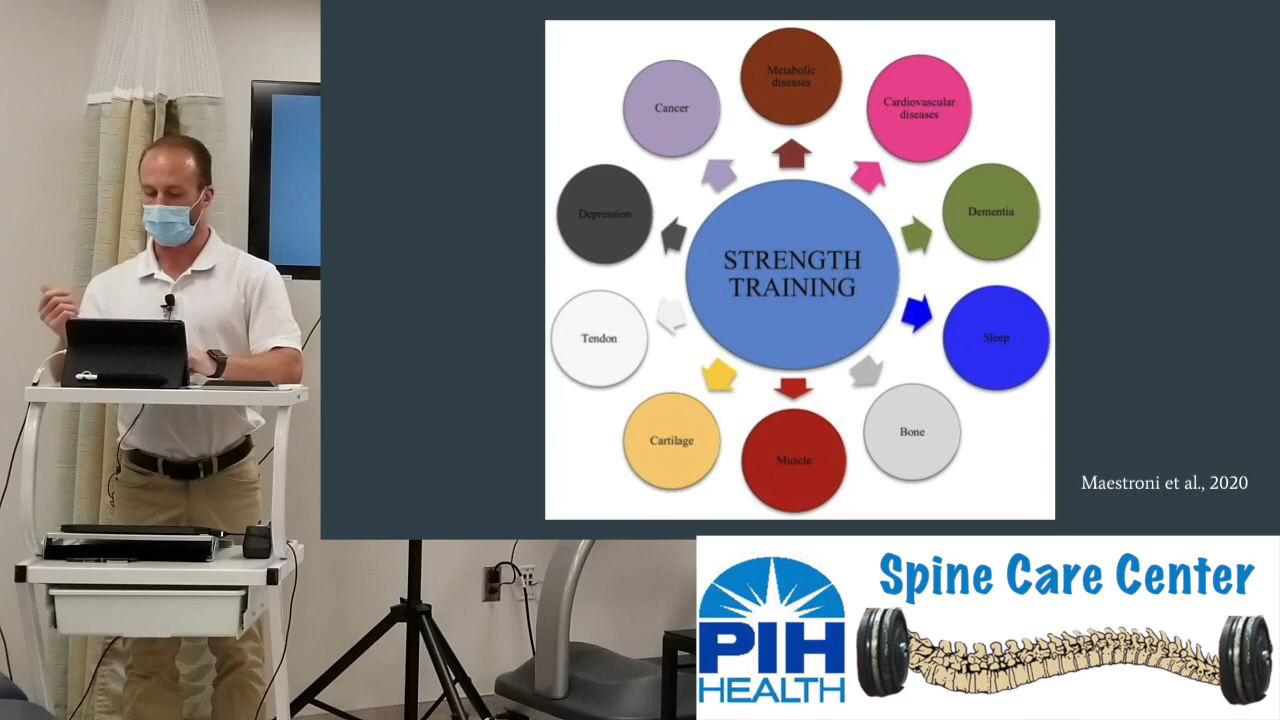 Metabolic
diseases
Cancer
Cardiovascular
diseases
Depression
Dementia
STRENGTH
TRAINING
Tendon
Sleep
Cartilage
Bone
Muscle
Maestroni et al., 2020
Spine Care Center
PIH
HEALTH